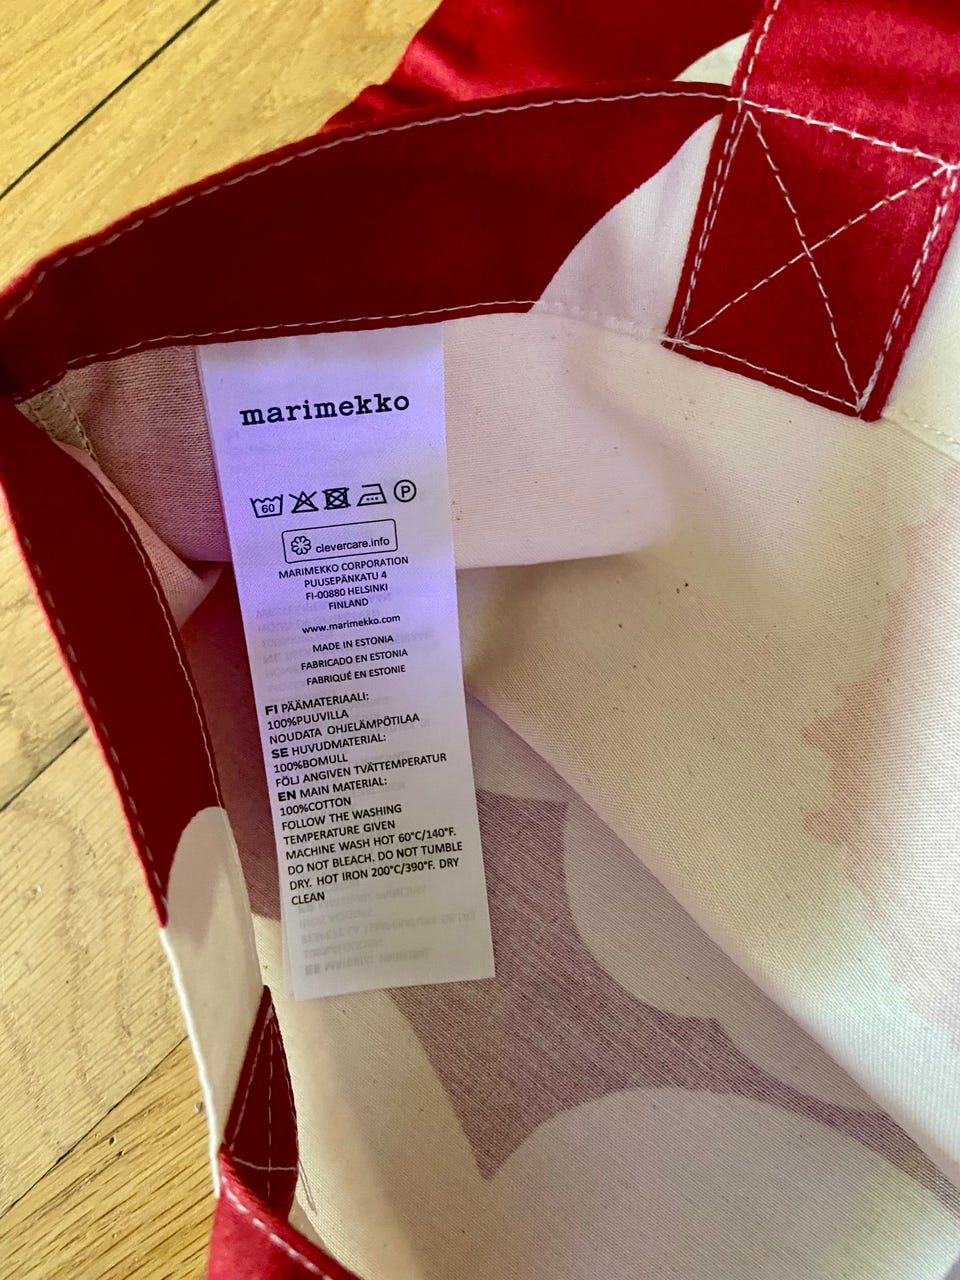 marimekko
60 P
clevercare.info
MARIMEKKO CORPORATION
PUUSEPÄNKATU 4
FI-00880 HELSINKI
FINLAND
www.marimekko.com
MADE IN ESTONIA
FABRICADO EN ESTONIA
FABRIQUÉ EN ESTONIE
FI PÄÄMATERIAALI:
100%PUUVILLA
NOUDATA OHJELÄMPÖTILAA
SE HUVUDMATERIAL:
100%BOMULL
FÖLJ ANGIVEN TVÄTTEMPERATUR
EN MAIN MATERIAL:
100%COTTON
FOLLOW THE WASHING
TEMPERATURE GIVEN
MACHINE WASH HOT 60°C/140°F.
DO NOT BLEACH. DO NOT TUMBLE
DRY. HOT IRON 200°C/390°F. DRY
CLEAN